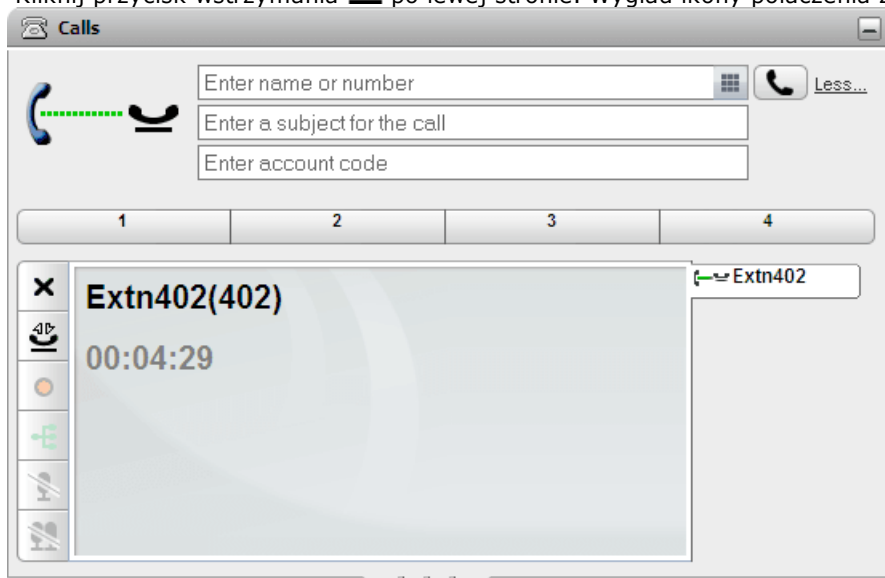 Calls
Enter name or number
Less...
Enter a subject for the call
Enter account code
1 2 3 4
Extn402
Extn402(402)
00:04:29